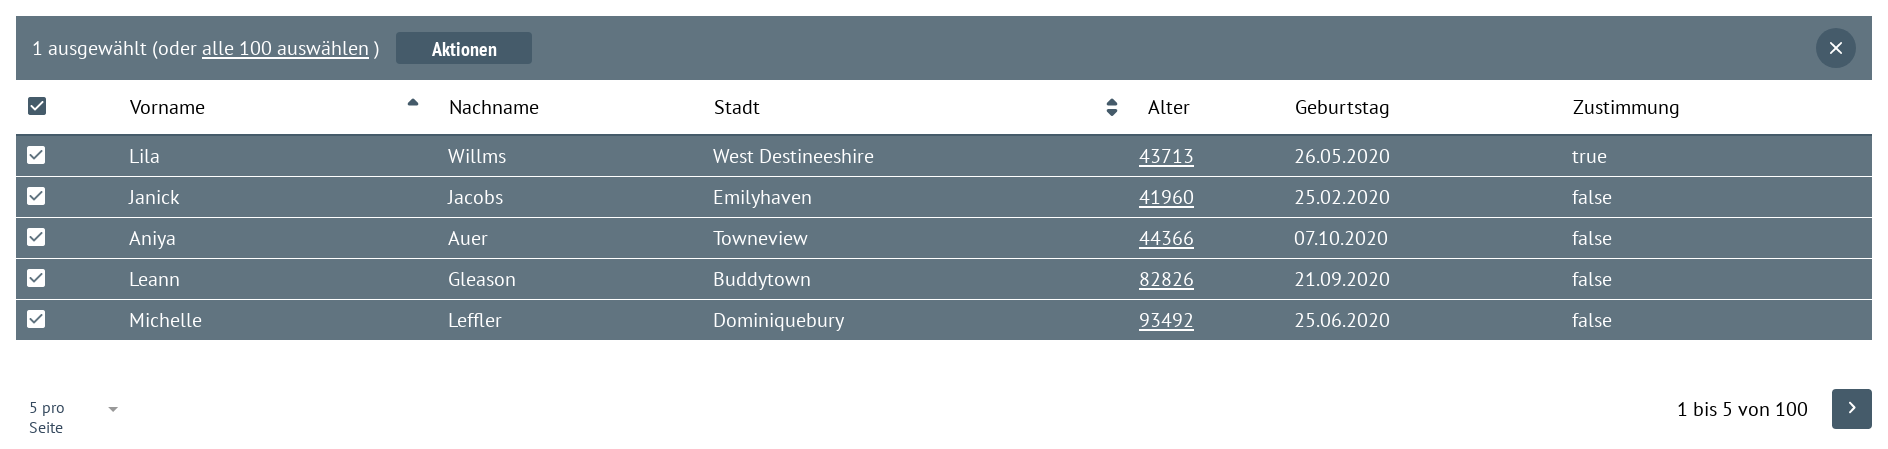 1 ausgewählt (oder alle 100 auswählen ) Aktionen
Vorname Nachname Stadt Alter Geburtstag Zustimmung
Lila Willms West Destineeshire 43713 26.05.2020 true
Janick Jacobs Emilyhaven 41960 25.02.2020 false
Aniya Auer Towneview 44366 07.10.2020 false
Leann Gleason Buddytown 82826 21.09.2020 false
Michelle Leffler Dominiquebury 93492 25.06.2020 false
5 pro
Seite
1 bis 5 von 100